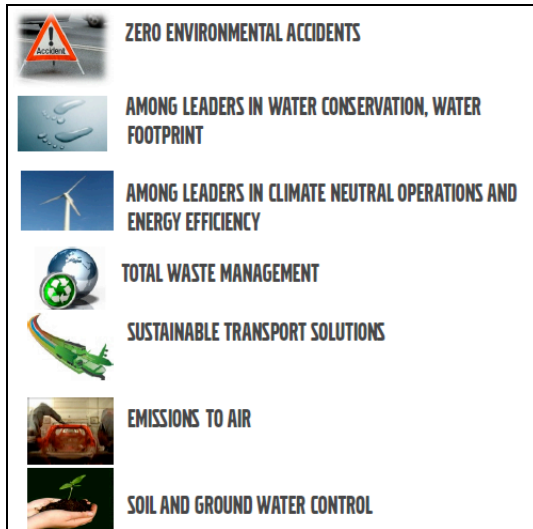 Accident
ZERO ENVIRONMENTAL ACCIDENTS
AMONG LEADERS IN WATER CONSERVATION, WATER
FOOTPRINT
AMONG LEADERS IN CLIMATE NEUTRAL OPERATIONS AND
ENERGY EFFICIENCY
TOTAL WASTE MANAGEMENT
SUSTAINABLE TRANSPORT SOLUTIONS
EMISSIONS TO AIR
SOIL AND GROUND WATER CONTROL